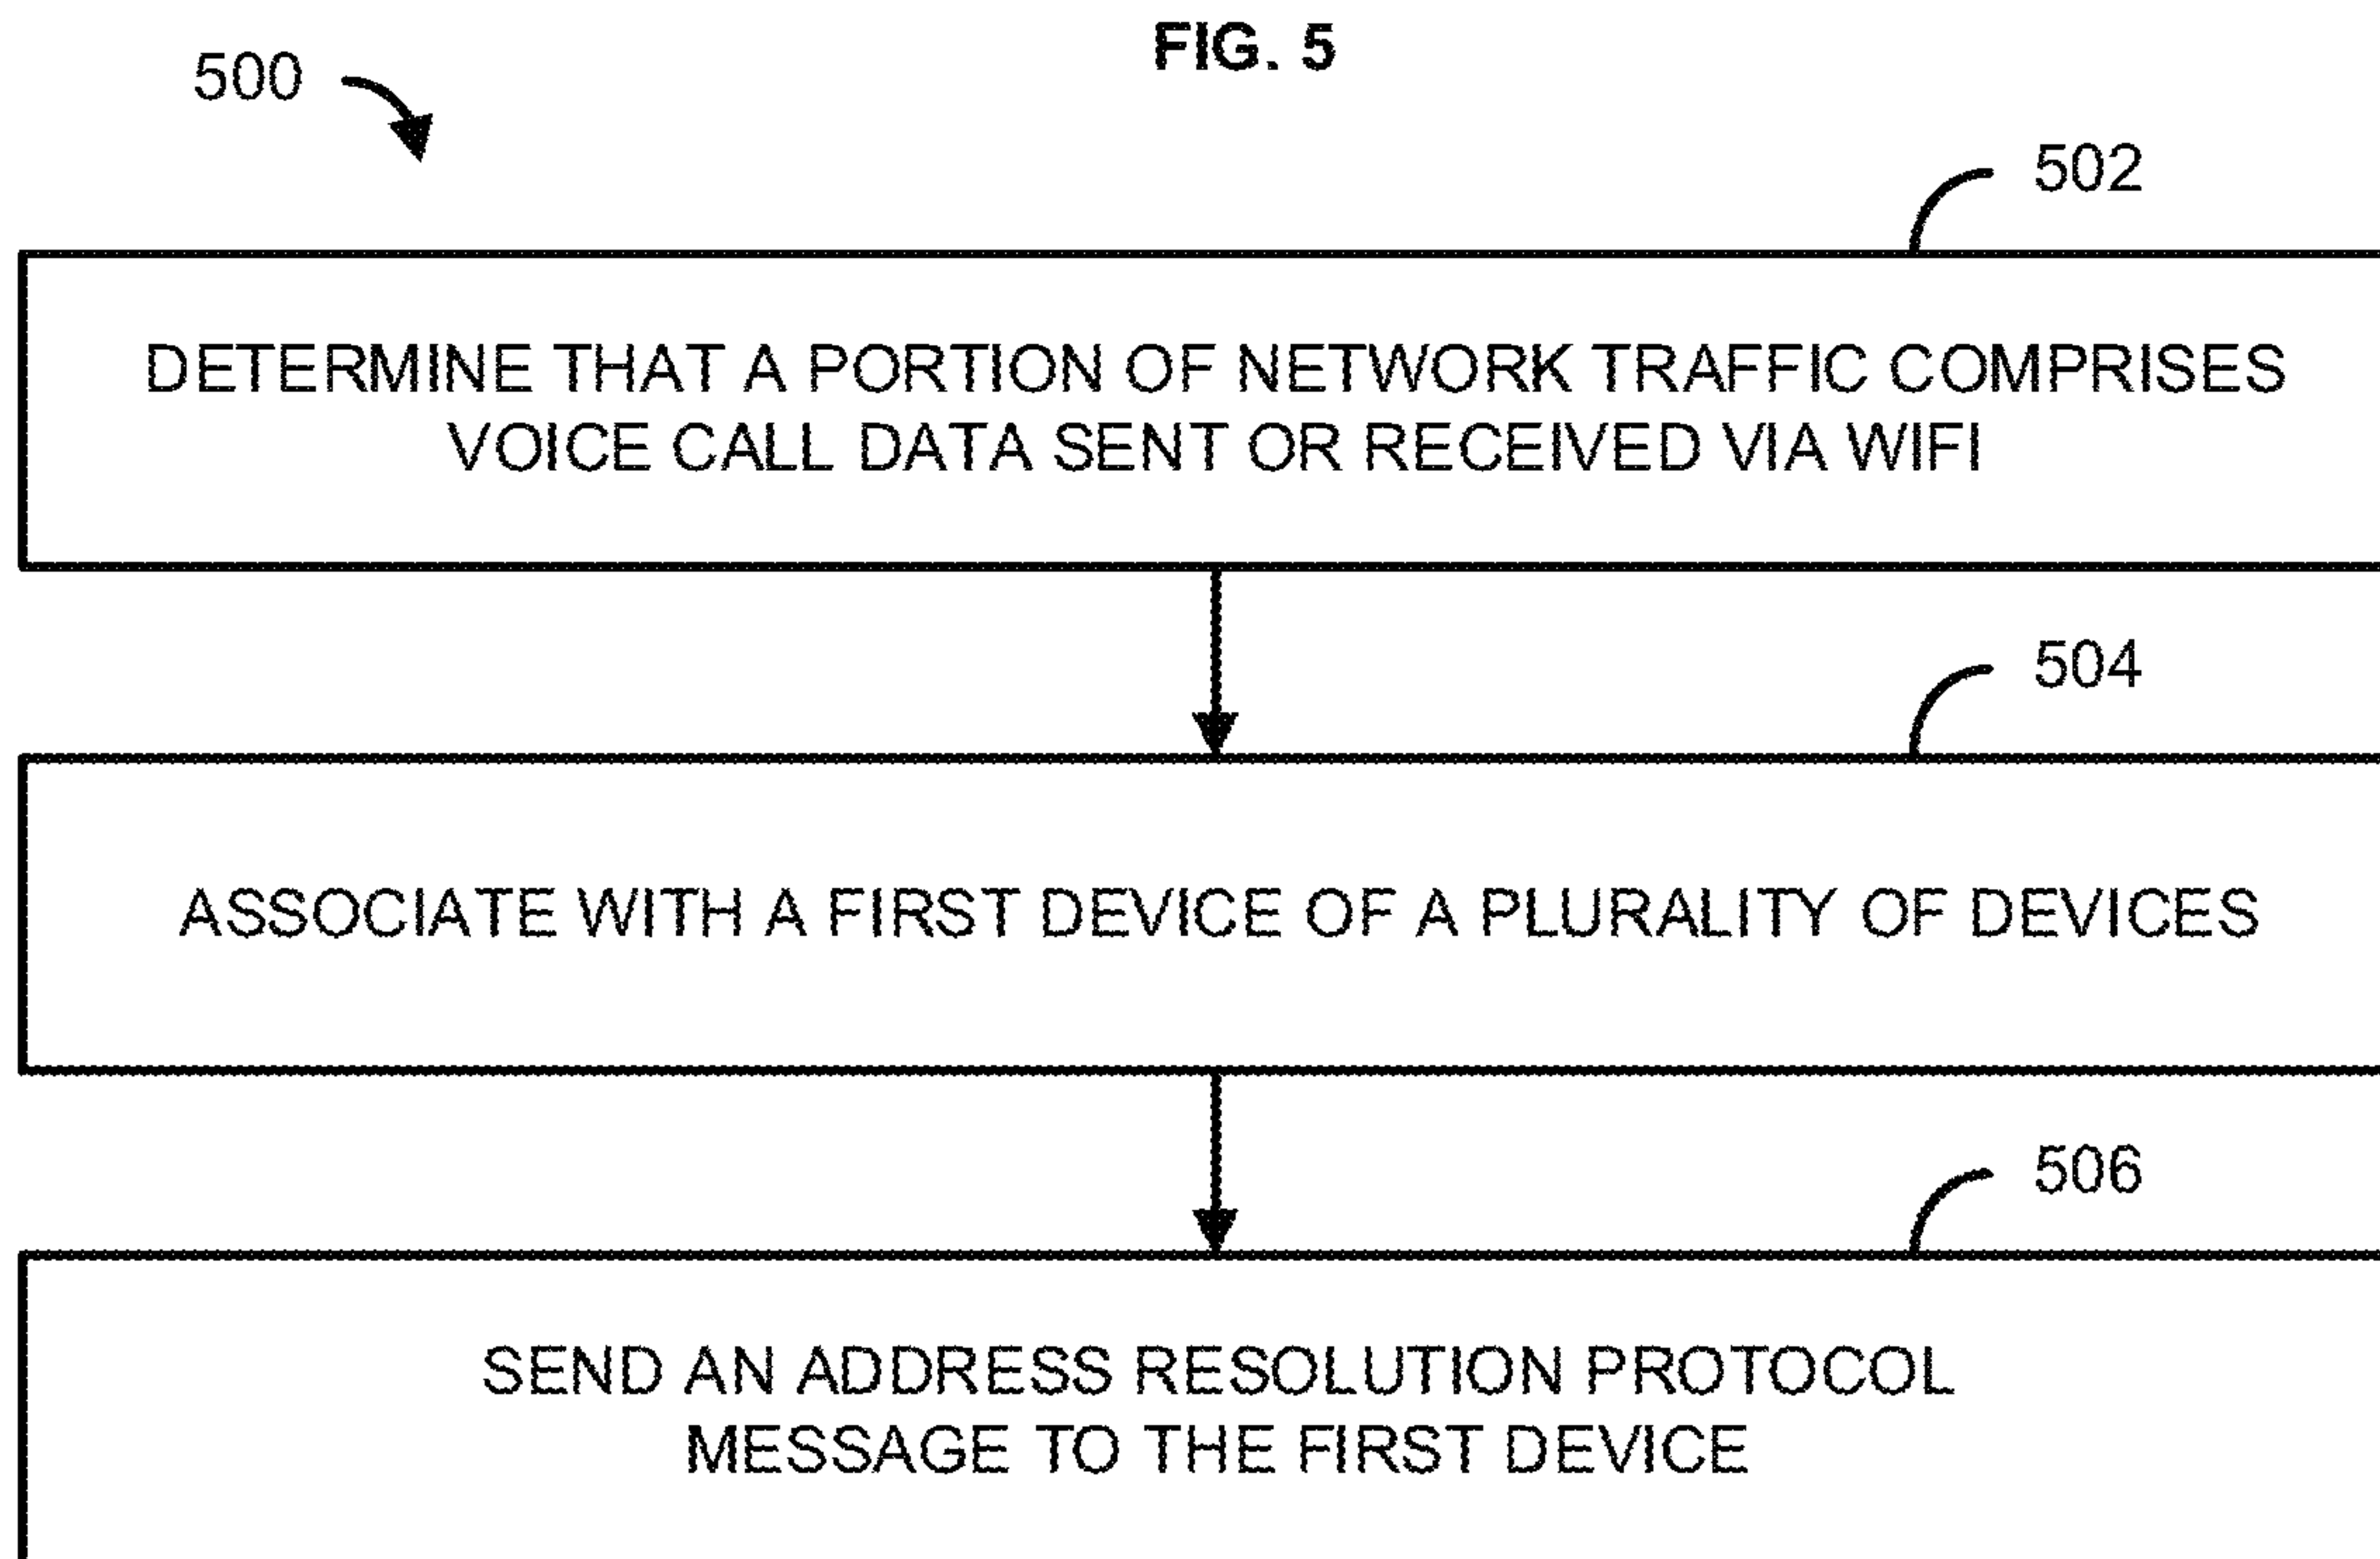 FIG. 5
500
502
DETERMINE THAT A PORTION OF NETWORK TRAFFIC COMPRISES
VOICE CALL DATA SENT OR RECEIVED VIA WIFI
504
ASSOCIATE WITH A FIRST DEVICE OF A PLURALITY OF DEVICES
506
SEND AN ADDRESS RESOLUTION PROTOCOL
MESSAGE TO THE FIRST DEVICE